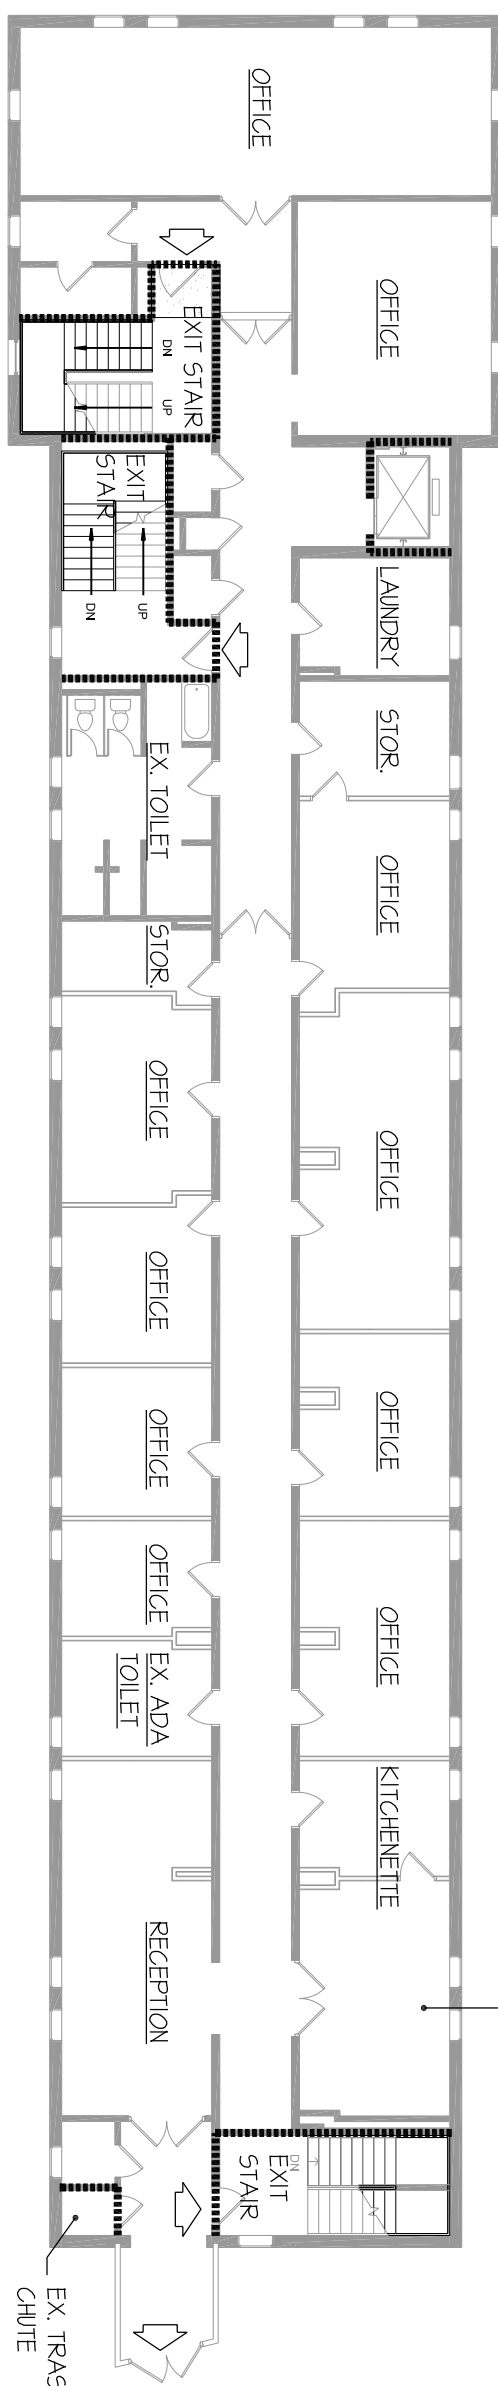 OFFICE
OFFICE
EXIT STAIR
DN
UP
EXIT
STAIR
DN
UP
LAUNDRY
STOR.
EX. TOILET
OFFICE
STOR.
OFFICE
OFFICE
OFFICE
OFFICE
OFFICE
OFFICE
OFFICE
EX. ADA
TOILET
KITCHENETTE
RECEPTION
EXIT
STAIR
DN
EX. TRAS
CHUTE